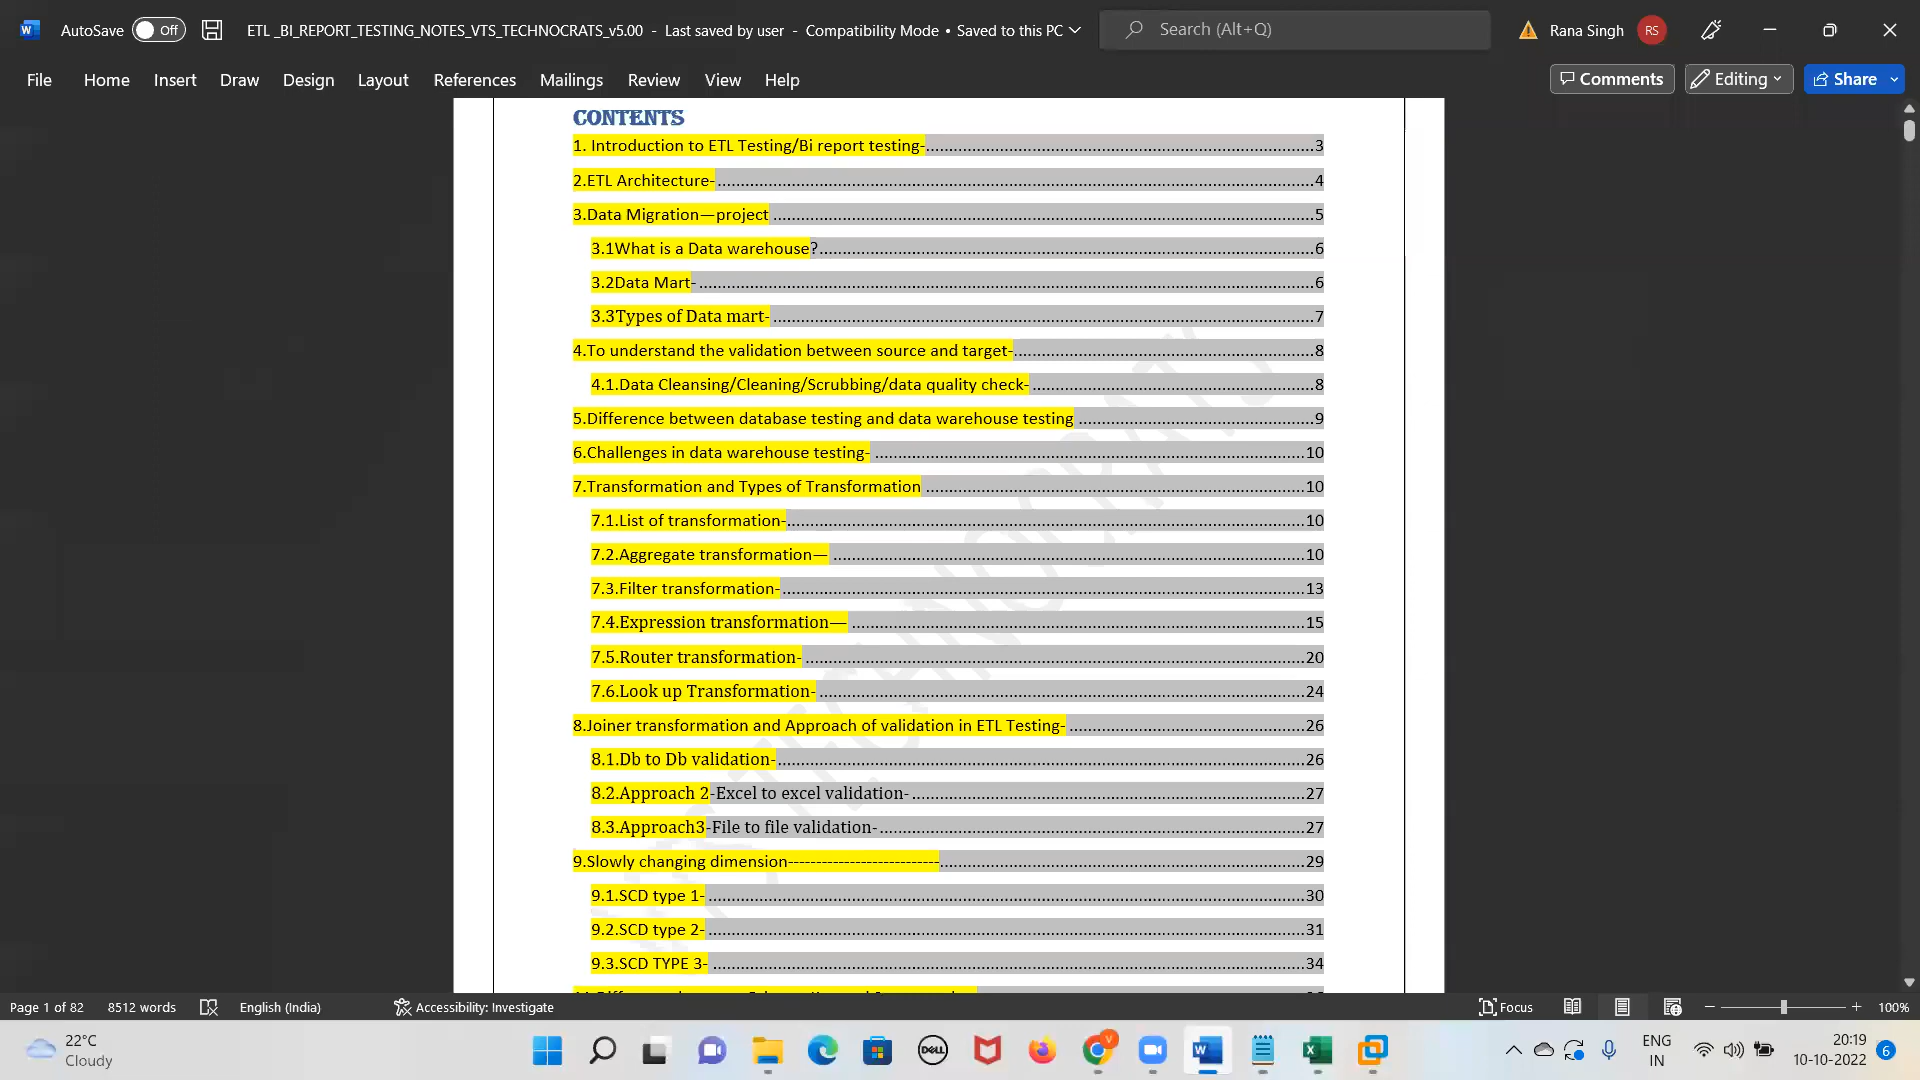 AutoSave Off ETL _BI_REPORT_TESTING_NOTES_VTS_TECHNOCRATS_v5.00 - Last saved by user - Compatibility Mode • Saved to this PC Search (Alt+Q) Rana Singh RS
File Home Insert Draw Design Layout References Mailings Review View Help Comments Editing Share
CONTENTS
1. Introduction to ETL Testing/Bi report testing-....................3
2.ETL Architecture-....................4
3.Data Migration—project....................5
3.1What is a Data warehouse?....................6
3.2Data Mart-....................6
3.3Types of Data mart-....................7
4.To understand the validation between source and target-....................8
4.1.Data Cleansing/Cleaning/Scrubbing/data quality check-....................8
5.Difference between database testing and data warehouse testing....................9
6.Challenges in data warehouse testing-....................10
7.Transformation and Types of Transformation....................10
7.1.List of transformation-....................10
7.2.Aggregate transformation—....................10
7.3.Filter transformation-....................13
7.4.Expression transformation—....................15
7.5.Router transformation-....................20
7.6.Look up Transformation-....................24
8.Joiner transformation and Approach of validation in ETL Testing-....................26
8.1.Db to Db validation-....................26
8.2.Approach 2-Excel to excel validation-....................27
8.3.Approach3-File to file validation-....................27
9.Slowly changing dimension---------------------------....................29
9.1.SCD type 1-....................30
9.2.SCD type 2-....................31
9.3.SCD TYPE 3-....................34
Page 1 of 82 8512 words English (India) Accessibility: Investigate Focus 100%
22°C
Cloudy
DELL
V
ENG
IN
20:19
10-10-2022
6